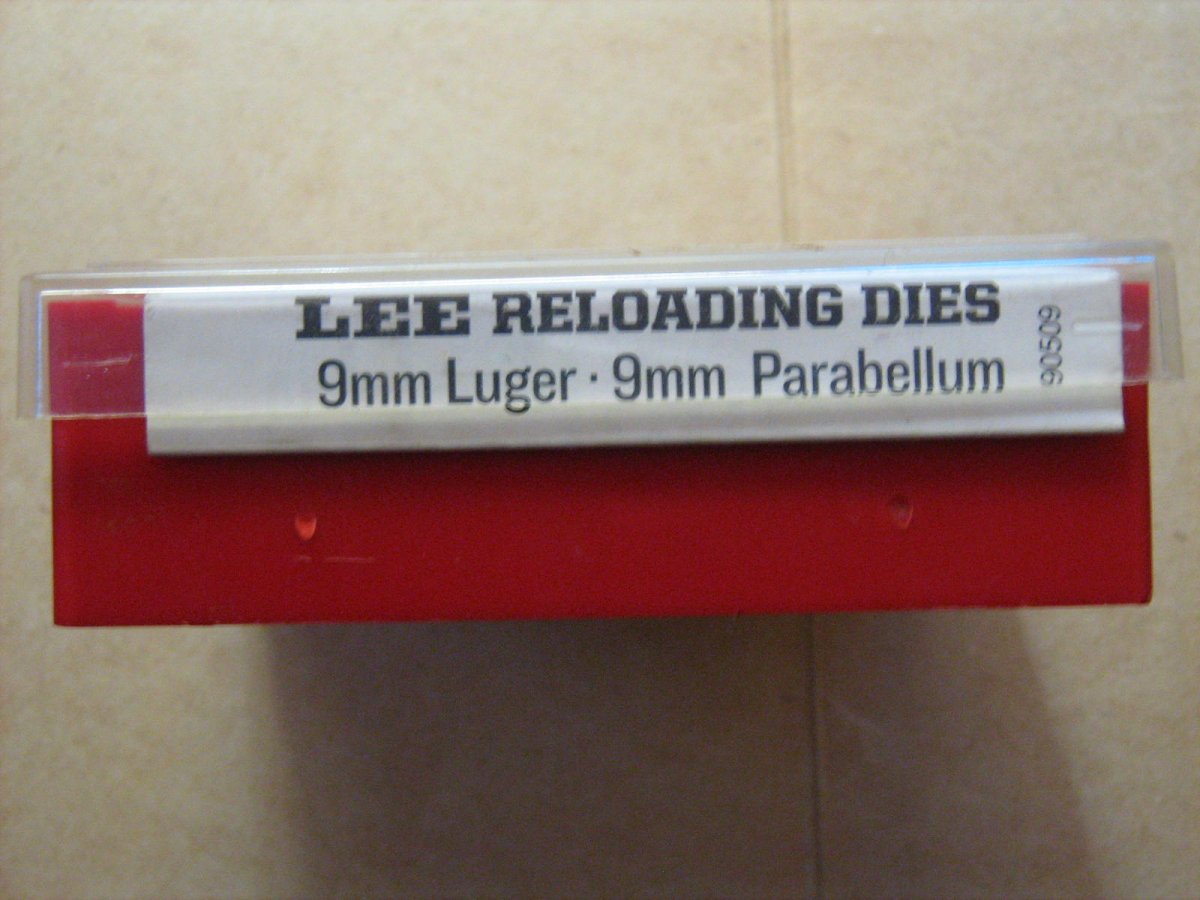 LEE RELOADING DIES
9mm Luger · 9mm Parabellum
90509